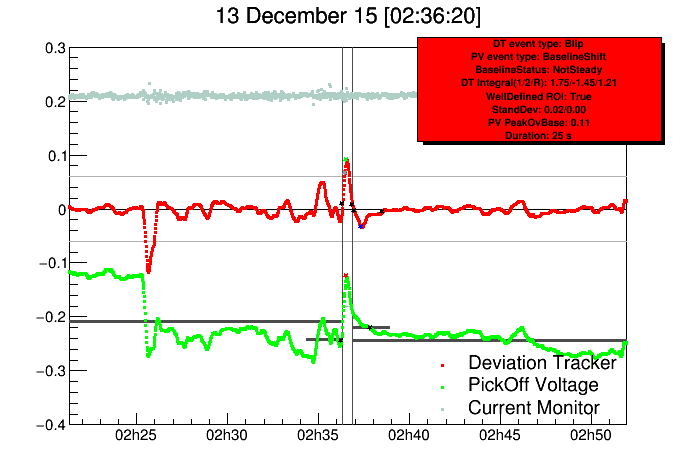 13 December 15 [02:36:20]
DT event type: Blip
PV event type: BaselineShift
BaselineStatus: NotSteady
DT Integral(1/2/R): 1.75/-1.45/1.21
WellDefined ROI: True
StandDev: 0.02/0.00
PV PeakOvBase: 0.11
Duration: 25 s
0.3
0.2
0.1
0
−0.1
−0.2
−0.3
−0.4
Deviation Tracker
PickOff Voltage
Current Monitor
02h25 02h30 02h35 02h40 02h45 02h50